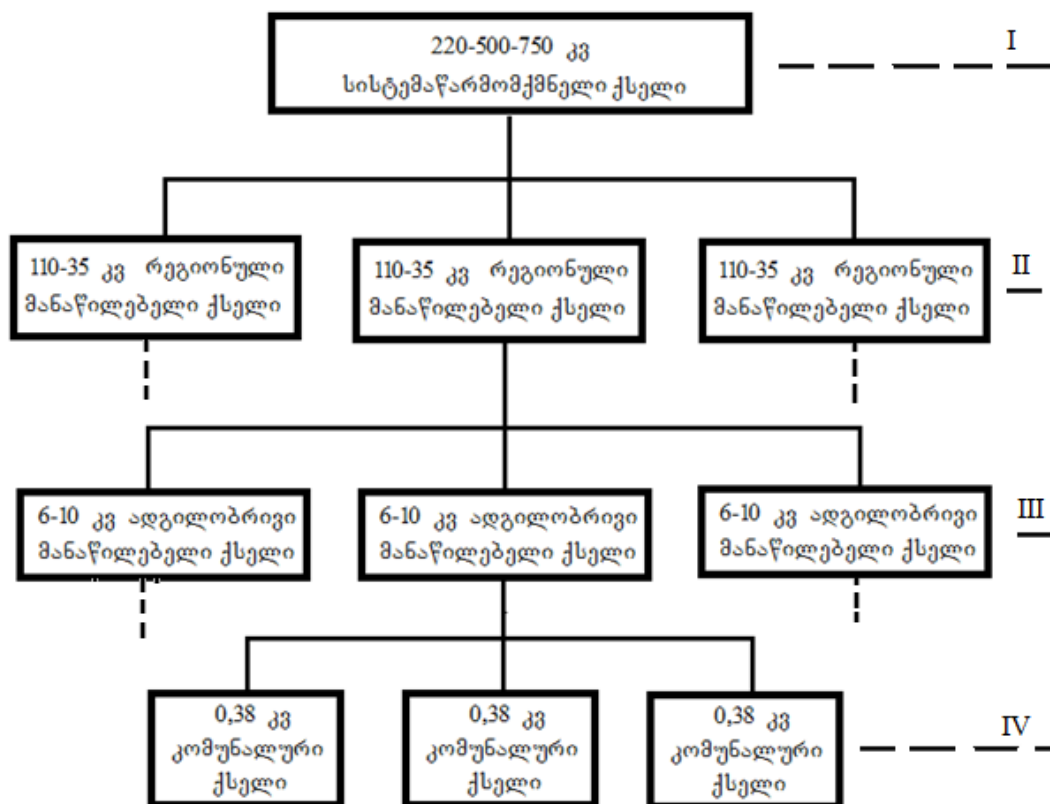 220-500-750 კვ
სისტემაწარმომქმნელი ქსელი
I
110-35 კვ რეგიონული
მანაწილებელი ქსელი
110-35 კვ რეგიონული
მანაწილებელი ქსელი
110-35 კვ რეგიონული
მანაწილებელი ქსელი
II
6-10 კვ ადგილობრივი
მანაწილებელი ქსელი
6-10 კვ ადგილობრივი
მანაწილებელი ქსელი
6-10 კვ ადგილობრივი
მანაწილებელი ქსელი
III
0,38 კვ
კომუნალური
ქსელი
0,38 კვ
კომუნალური
ქსელი
0,38 კვ
კომუნალური
ქსელი
IV